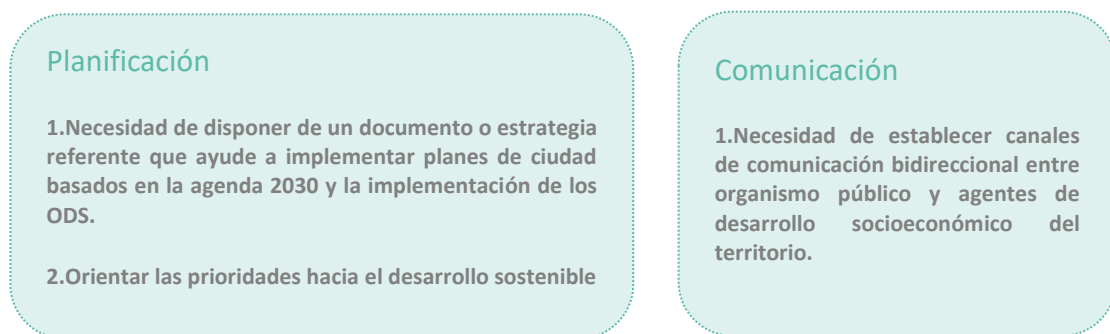 Planificación
1.Necesidad de disponer de un documento o estrategia
referente que ayude a implementar planes de ciudad
basados en la agenda 2030 y la implementación de los
ODS.
2.Orientar las prioridades hacia el desarrollo sostenible
Comunicación
1.Necesidad de establecer canales
de comunicación bidireccional entre
organismo público y agentes de
desarrollo socioeconómico del
territorio.